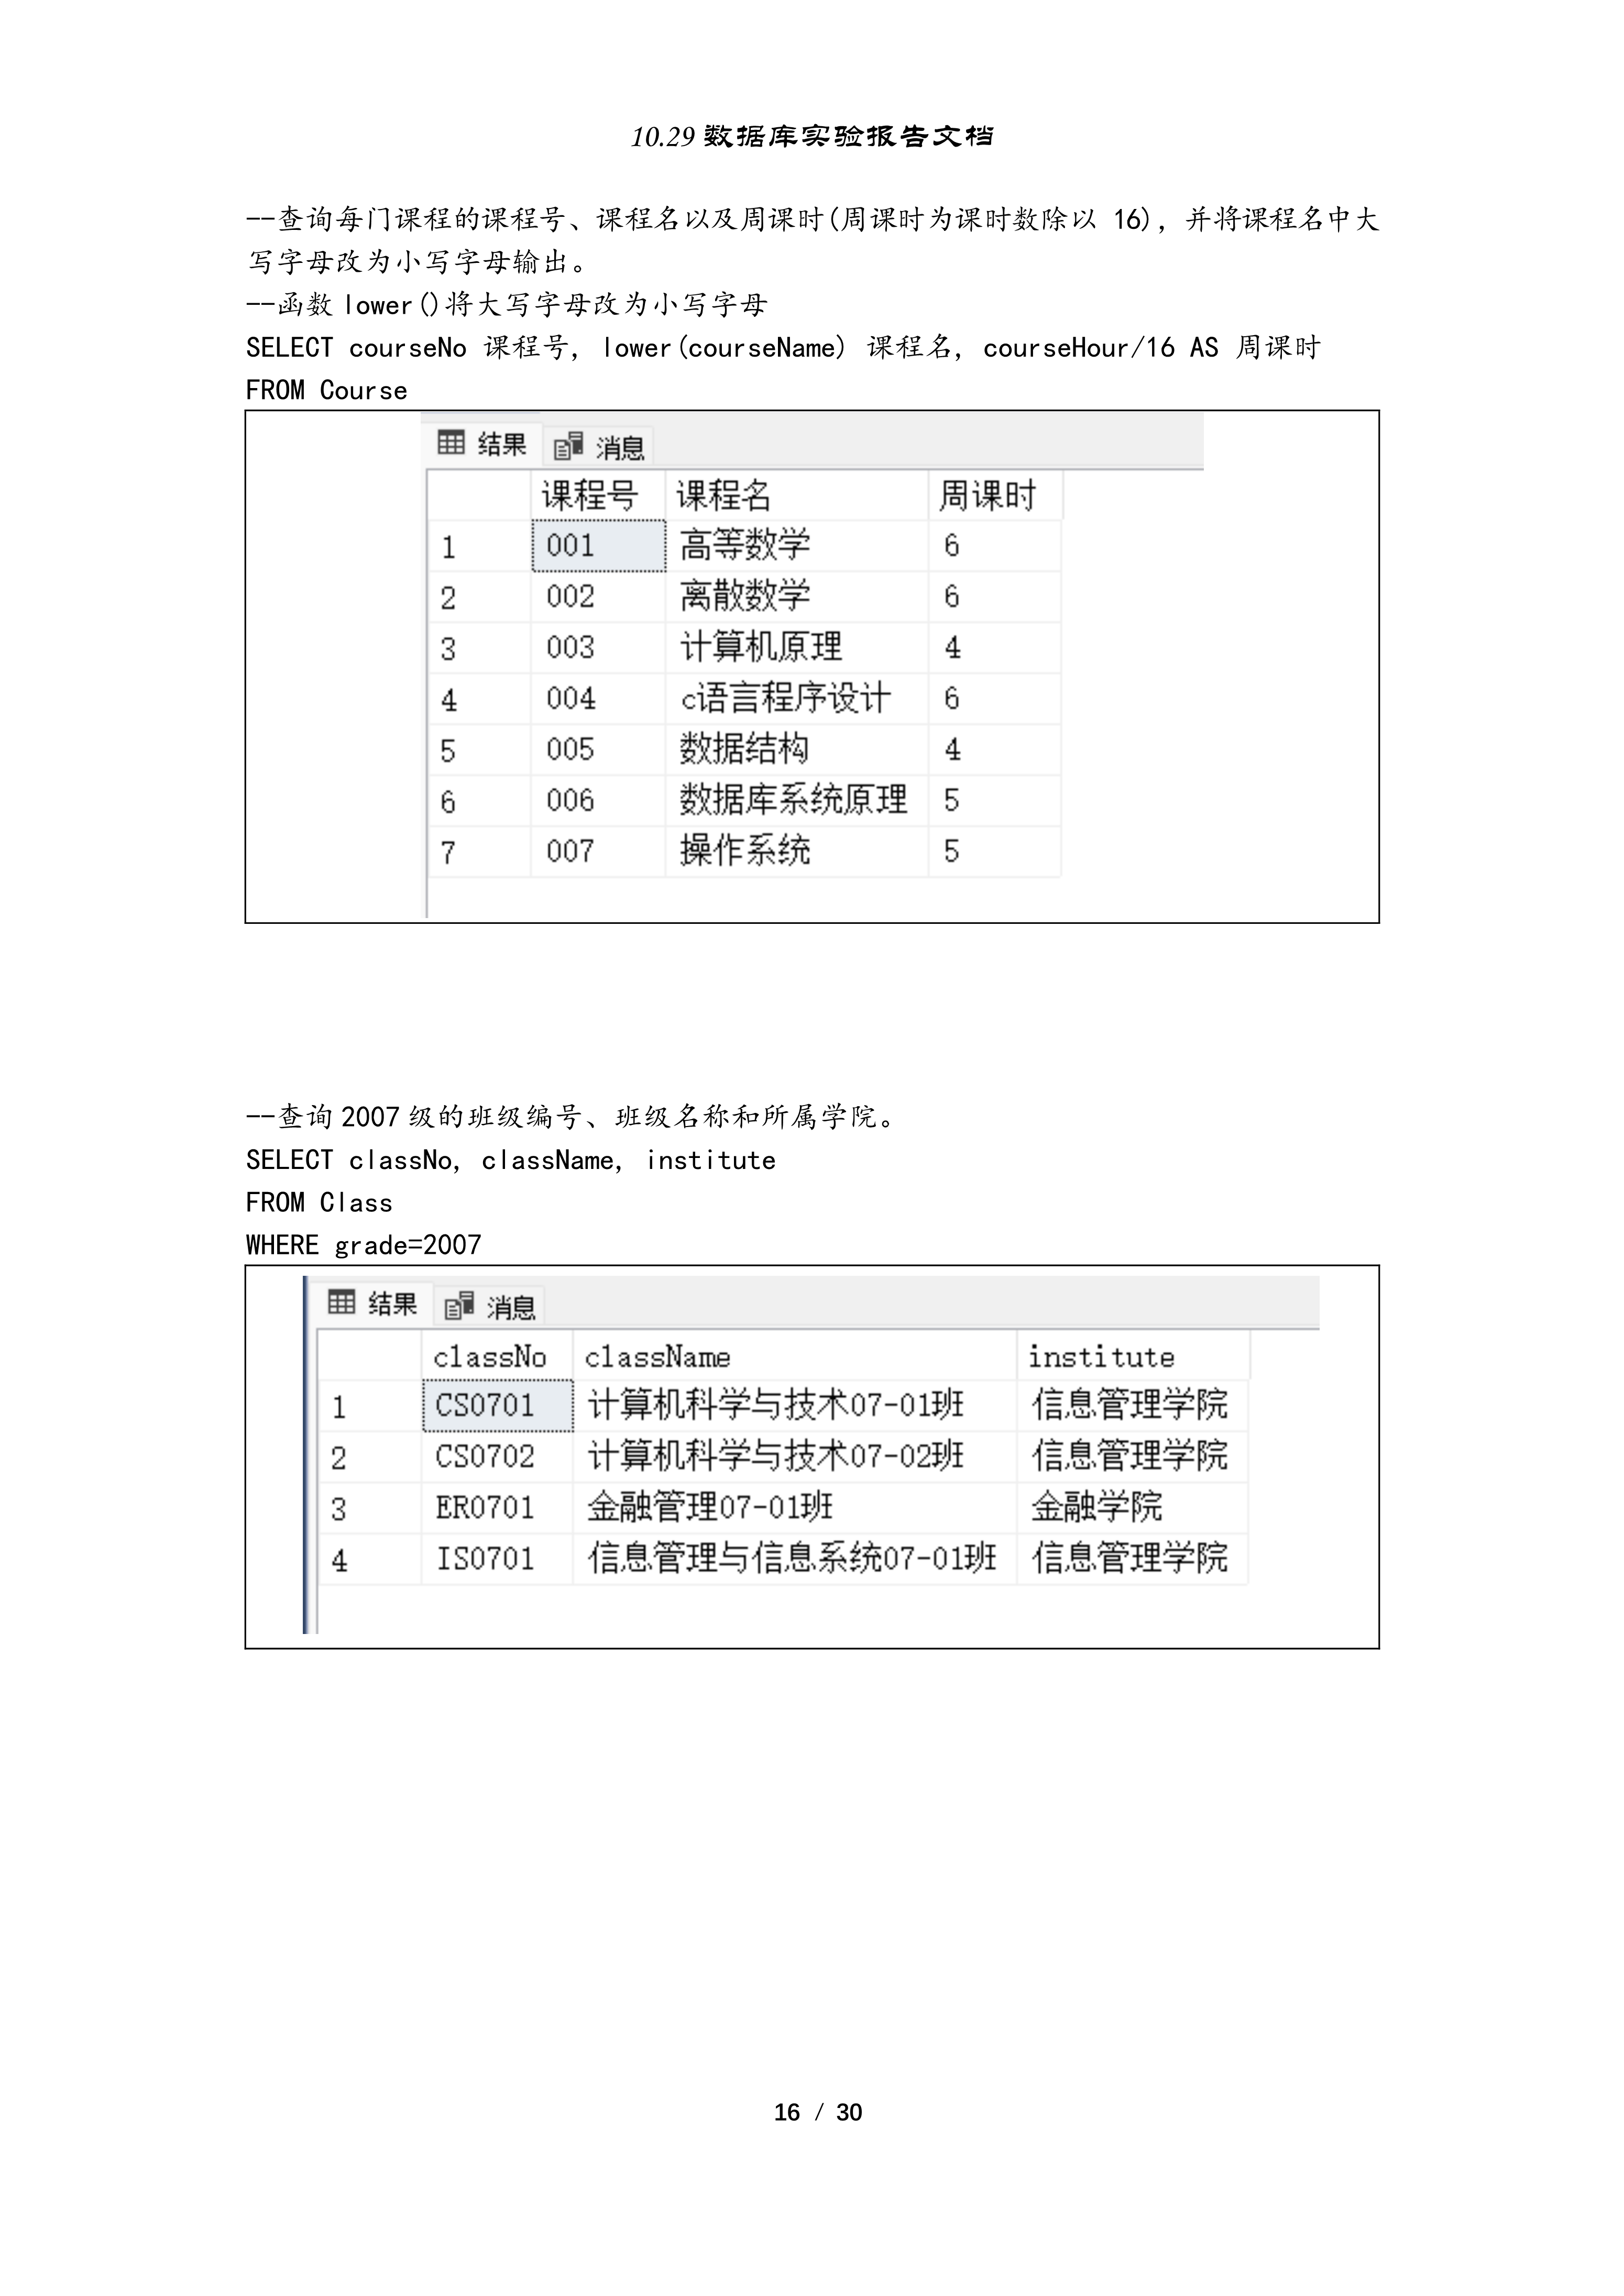 10.29 数据库实验报告文档
--查询每门课程的课程号、课程名以及周课时(周课时为课时数除以 16)，并将课程名中大
写字母改为小写字母输出。
--函数 lower()将大写字母改为小写字母
SELECT courseNo 课程号, lower(courseName) 课程名, courseHour/16 AS 周课时
FROM Course
结果 消息
课程号 课程名 周课时
1 001 高等数学 6
2 002 离散数学 6
3 003 计算机原理 4
4 004 c语言程序设计 6
5 005 数据结构 4
6 006 数据库系统原理 5
7 007 操作系统 5
--查询 2007 级的班级编号、班级名称和所属学院。
SELECT classNo, className, institute
FROM Class
WHERE grade=2007
结果 消息
classNo className institute
1 CS0701 计算机科学与技术07-01班 信息管理学院
2 CS0702 计算机科学与技术07-02班 信息管理学院
3 ER0701 金融管理07-01班 金融学院
4 IS0701 信息管理与信息系统07-01班 信息管理学院
16 / 30